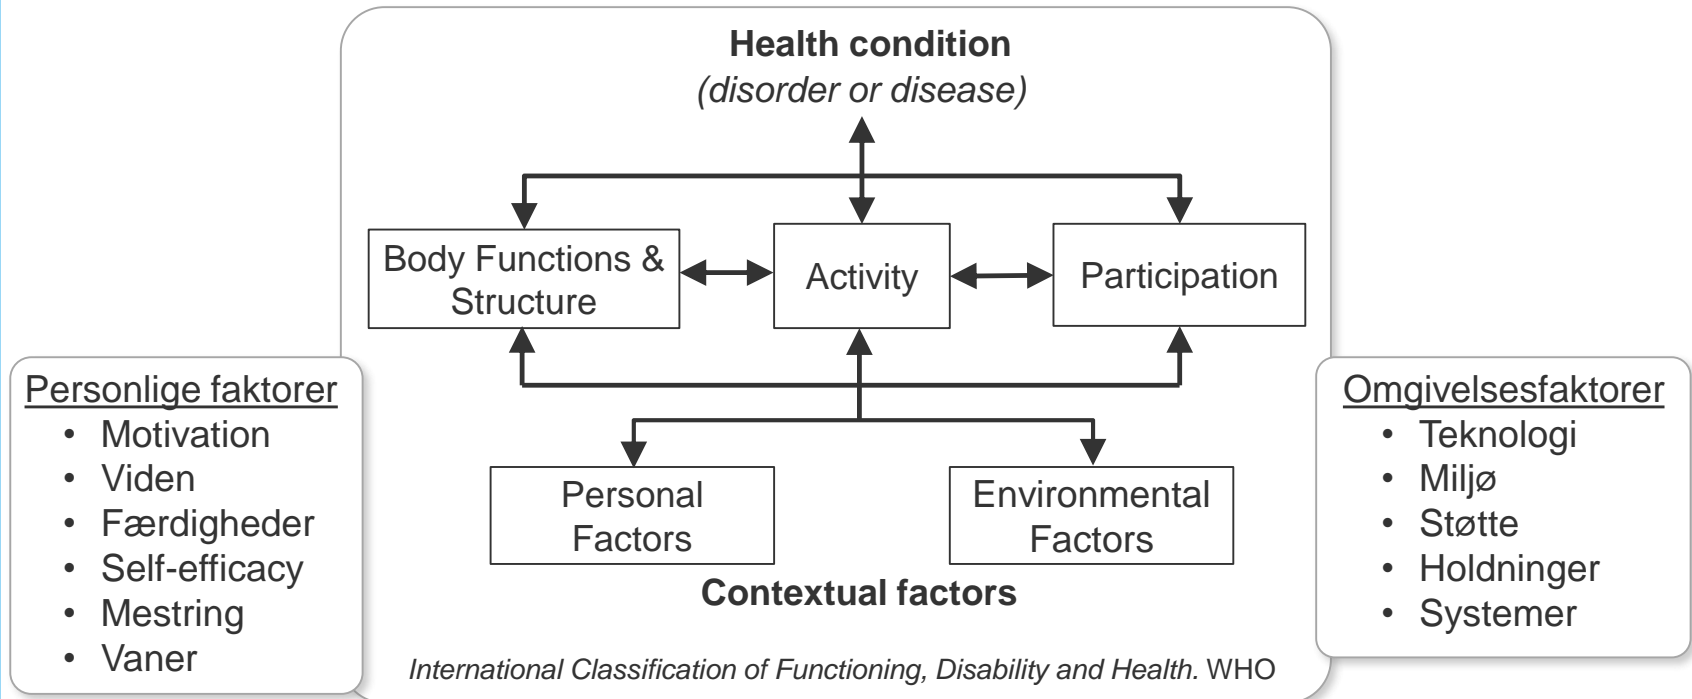 Health condition
(disorder or disease)
Body Functions &
Structure
Activity
Participation
Personal
Factors
Environmental
Factors
Contextual factors
International Classification of Functioning, Disability and Health. WHO
Personlige faktorer
• Motivation
• Viden
• Færdigheder
• Self-efficacy
• Mestring
• Vaner
Omgivelsesfaktorer
• Teknologi
• Miljø
• Støtte
• Holdninger
• Systemer